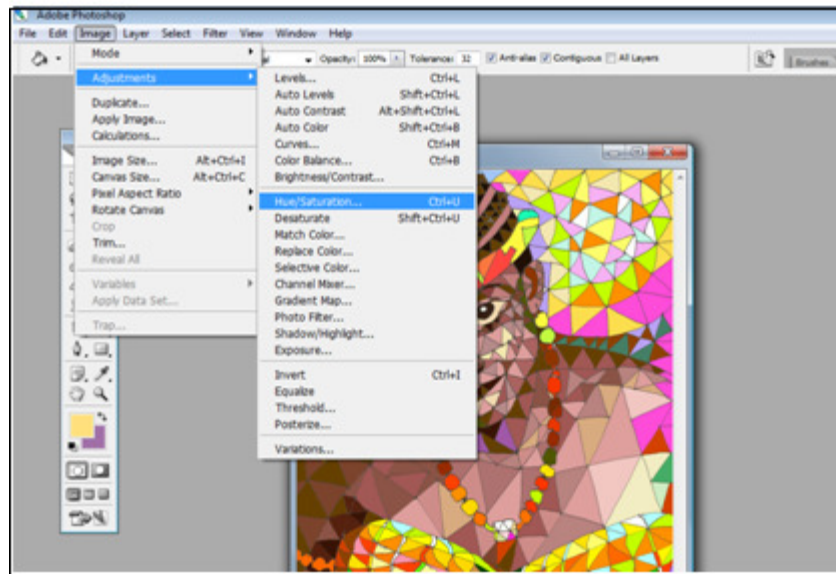 Adobe Photoshop
File Edit Image Layer Select Filter View Window Help
Opacity: 100% Tolerance: 32 Anti-alias Contiguous All Layers
Brushes
Mode
Adjustments
Duplicate...
Apply Image...
Calculations...
Image Size... Alt+Ctrl+I
Canvas Size... Alt+Ctrl+C
Pixel Aspect Ratio
Rotate Canvas
Crop
Trim...
Reveal All
Variables
Apply Data Set...
Trap...
Levels... Ctrl+L
Auto Levels Shift+Ctrl+L
Auto Contrast Alt+Shift+Ctrl+L
Auto Color Shift+Ctrl+B
Curves... Ctrl+M
Color Balance... Ctrl+B
Brightness/Contrast...
Hue/Saturation... Ctrl+U
Desaturate Shift+Ctrl+U
Match Color...
Replace Color...
Selective Color...
Channel Mixer...
Gradient Map...
Photo Filter...
Shadow/Highlight...
Exposure...
Invert Ctrl+I
Equalize
Threshold...
Posterize...
Variations...